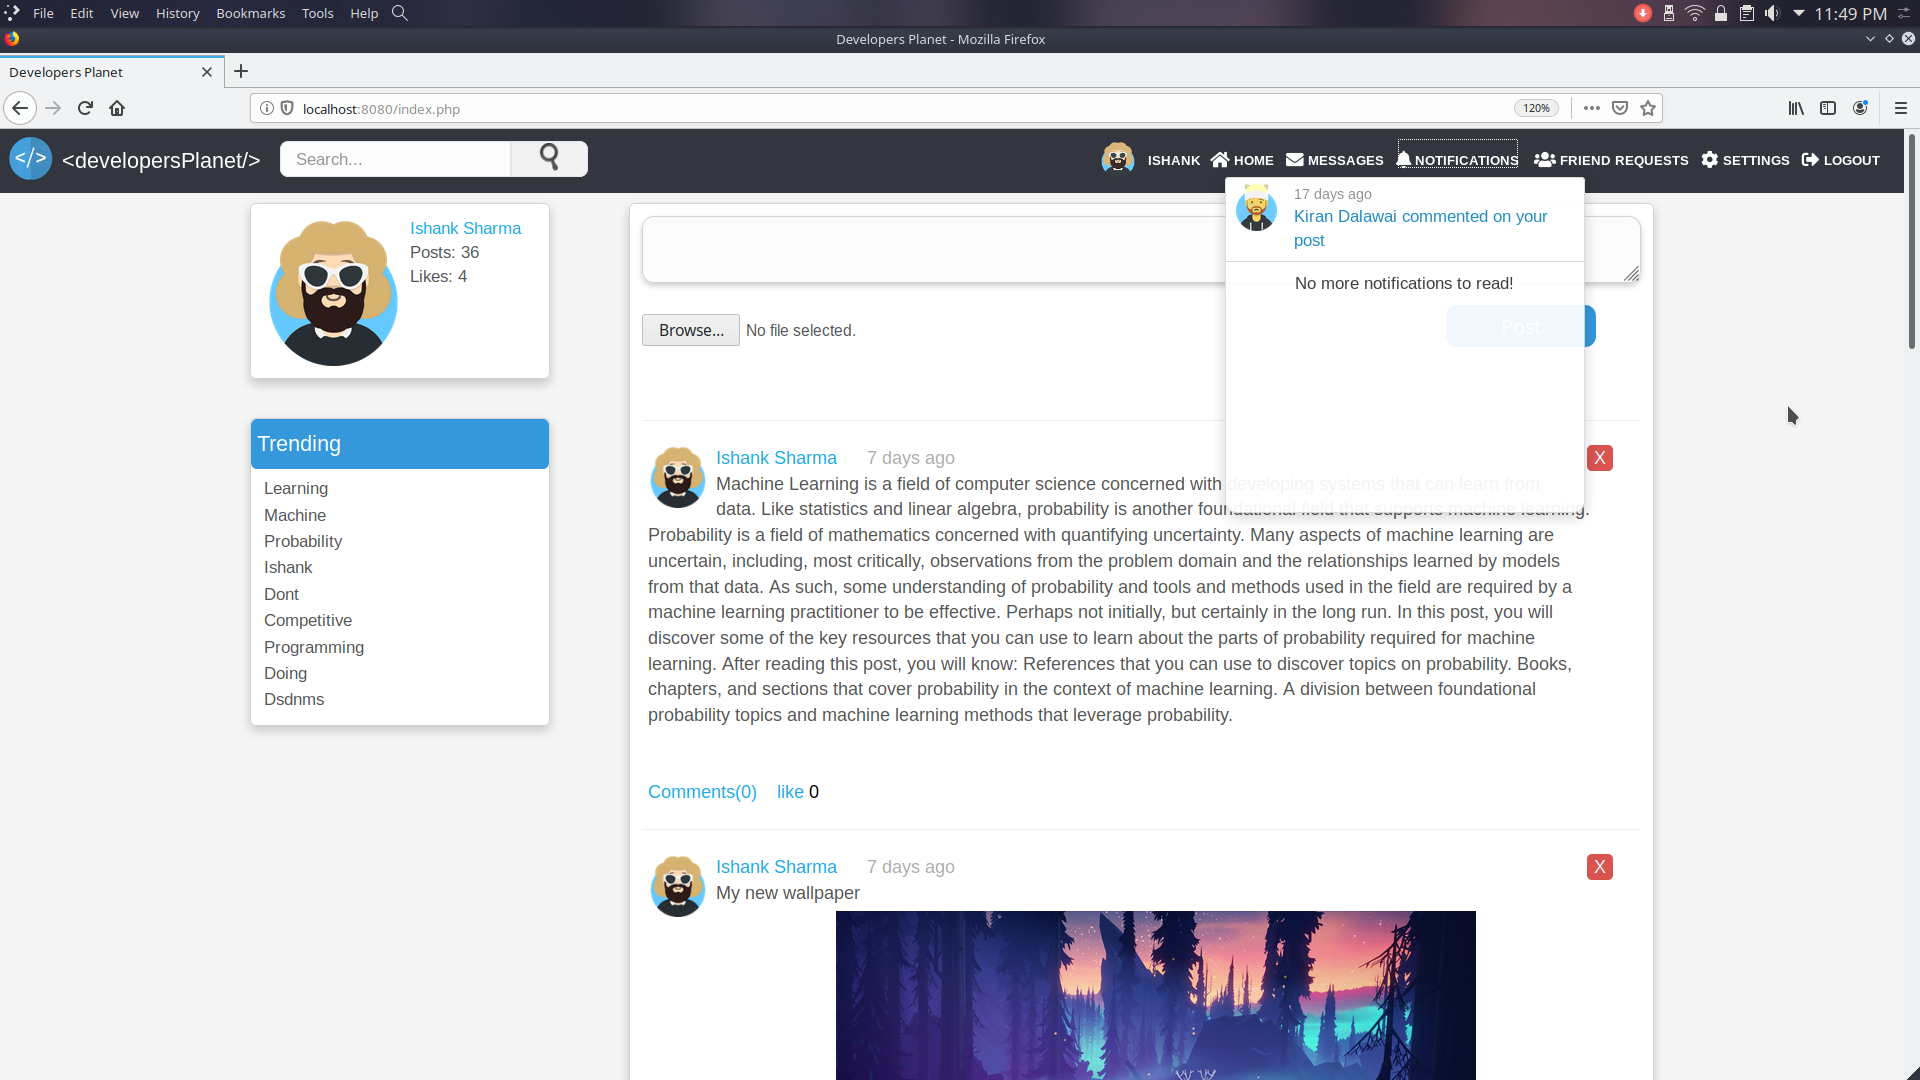 File Edit View History Bookmarks Tools Help
11:49 PM
Developers Planet - Mozilla Firefox
Developers Planet
localhost:8080/index.php
120%
</>
<developersPlanet/>
Search...
ISHANK HOME MESSAGES NOTIFICATIONS FRIEND REQUESTS SETTINGS LOGOUT
17 days ago
Kiran Dalawai commented on your
post
No more notifications to read!
Ishank Sharma
Posts: 36
Likes: 4
Browse... No file selected.
Post
Trending
Learning
Machine
Probability
Ishank
Dont
Competitive
Programming
Doing
Dsdnms
Ishank Sharma 7 days ago
X
Machine Learning is a field of computer science concerned with developing systems that can learn from
data. Like statistics and linear algebra, probability is another foundational field that supports machine learning.
Probability is a field of mathematics concerned with quantifying uncertainty. Many aspects of machine learning are
uncertain, including, most critically, observations from the problem domain and the relationships learned by models
from that data. As such, some understanding of probability and tools and methods used in the field are required by a
machine learning practitioner to be effective. Perhaps not initially, but certainly in the long run. In this post, you will
discover some of the key resources that you can use to learn about the parts of probability required for machine
learning. After reading this post, you will know: References that you can use to discover topics on probability. Books,
chapters, and sections that cover probability in the context of machine learning. A division between foundational
probability topics and machine learning methods that leverage probability.
Comments(0) like 0
Ishank Sharma 7 days ago
X
My new wallpaper